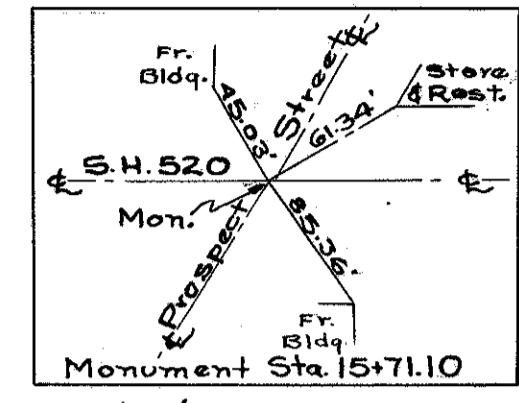 Fr.
Bldg.
45.03'
Street
℄
61.34'
Store
& Rest.
℄ S.H. 520 ℄
Mon.
85.36'
℄ Prospect
Fr.
Bldg
Monument Sta. 15+71.10